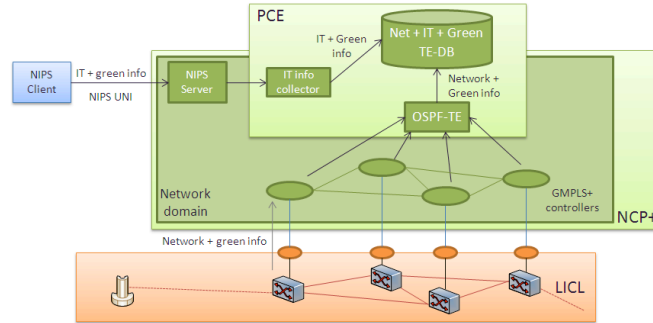 PCE
Net + IT + Green
TE-DB
IT + Green
info
NIPS
Client
IT + green info
NIPS UNI
NIPS
Server
IT info
collector
Network +
Green info
OSPF-TE
Network
domain
GMPLS+
controllers
NCP+
Network + green info
LICL